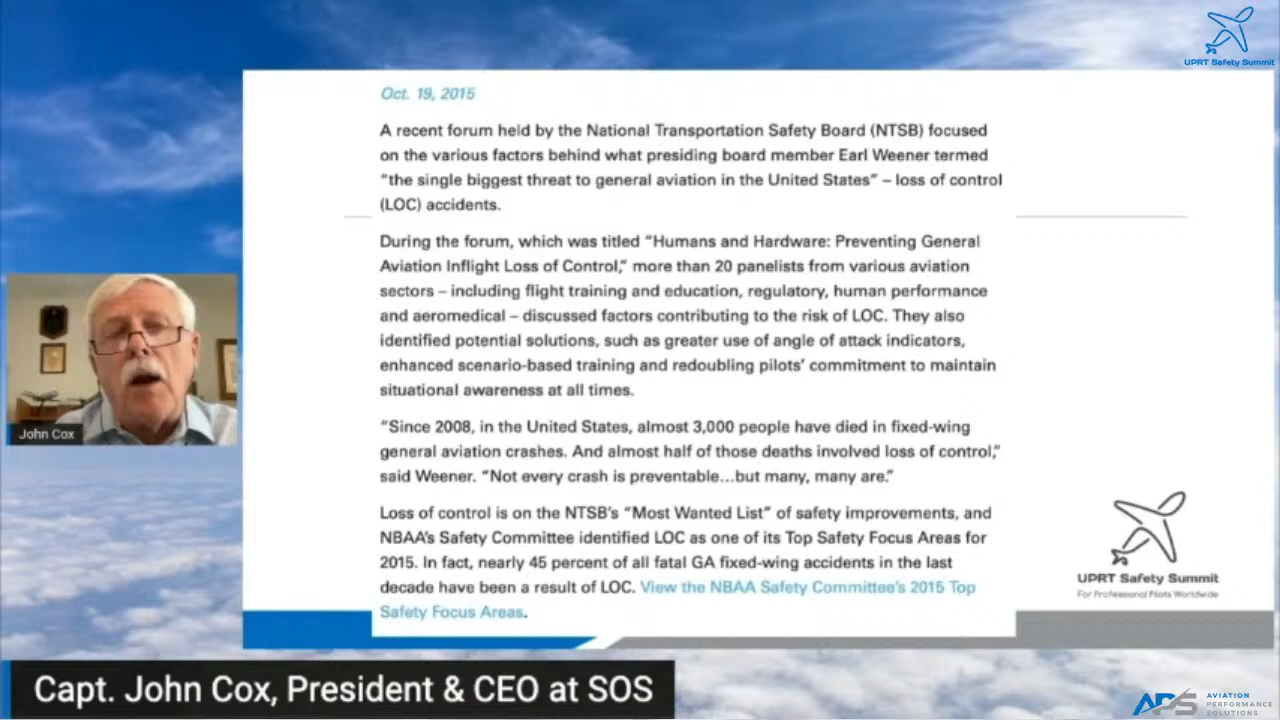 UPRT Safety Summit
Oct. 19, 2015
A recent forum held by the National Transportation Safety Board (NTSB) focused
on the various factors behind what presiding board member Earl Weener termed
“the single biggest threat to general aviation in the United States” – loss of control
(LOC) accidents.
During the forum, which was titled “Humans and Hardware: Preventing General
Aviation Inflight Loss of Control,” more than 20 panelists from various aviation
sectors – including flight training and education, regulatory, human performance
and aeromedical – discussed factors contributing to the risk of LOC. They also
identified potential solutions, such as greater use of angle of attack indicators,
enhanced scenario-based training and redoubling pilots’ commitment to maintain
situational awareness at all times.
“Since 2008, in the United States, almost 3,000 people have died in fixed-wing
general aviation crashes. And almost half of those deaths involved loss of control,”
said Weener. “Not every crash is preventable…but many, many are.”
Loss of control is on the NTSB’s “Most Wanted List” of safety improvements, and
NBAA’s Safety Committee identified LOC as one of its Top Safety Focus Areas for
2015. In fact, nearly 45 percent of all fatal GA fixed-wing accidents in the last
decade have been a result of LOC. View the NBAA Safety Committee’s 2015 Top
Safety Focus Areas.
John Cox
UPRT Safety Summit
For Professional Pilots Worldwide
Capt. John Cox, President & CEO at SOS
APS
AVIATION
PERFORMANCE
SOLUTIONS